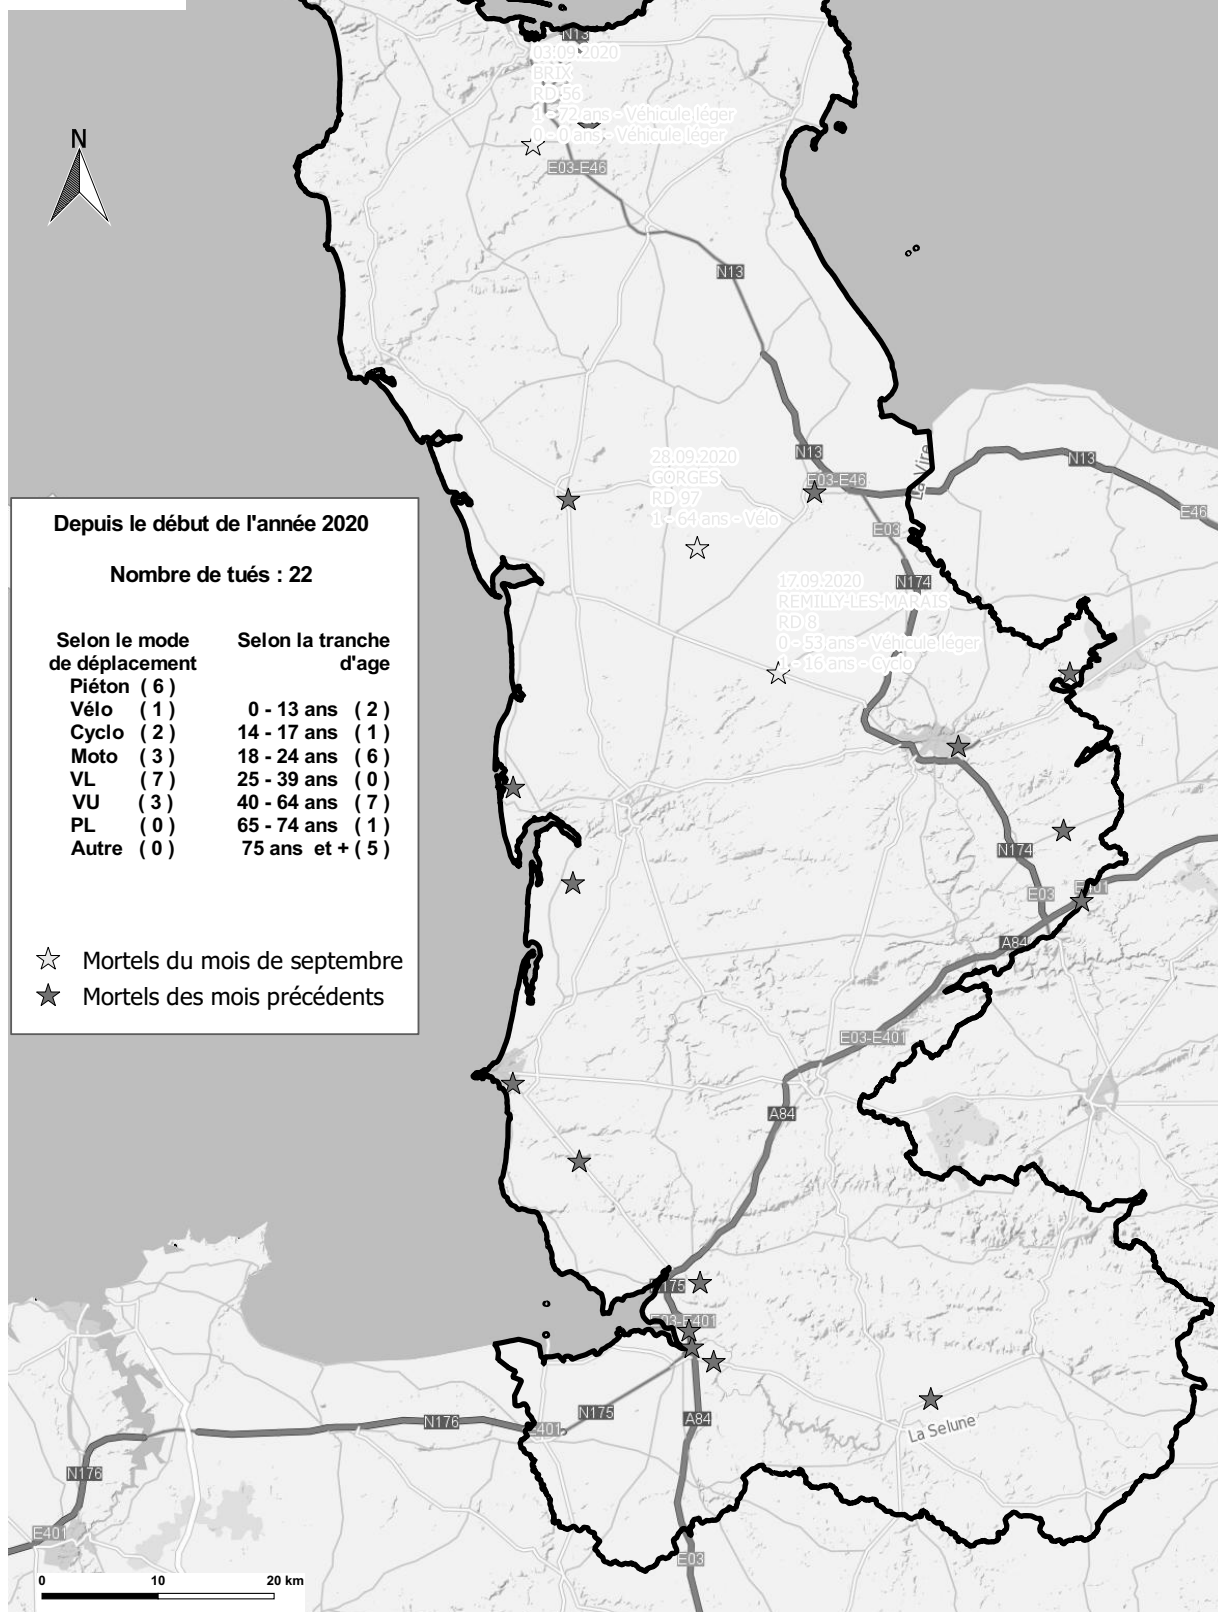 N13
03.09.2020
BRIX
RD 56
1 - 72 ans - Véhicule léger
0 - 0 ans - Véhicule léger
N
E03-E46
N13
28.09.2020
GORGES
RD 97
1 - 64 ans - Vélo
N13
E03-E46
La Vire
N13
E46
E03
N174
17.09.2020
REMILLY-LES-MARAIS
RD 8
0 - 53 ans - Véhicule léger
- 16 ans - Cyclo
Depuis le début de l'année 2020
Nombre de tués : 22
Selon le mode
de déplacement
Piéton ( 6 )
Vélo ( 1 )
Cyclo ( 2 )
Moto ( 3 )
VL ( 7 )
VU ( 3 )
PL ( 0 )
Autre ( 0 )
Selon la tranche
d'age
0 - 13 ans ( 2 )
14 - 17 ans ( 1 )
18 - 24 ans ( 6 )
25 - 39 ans ( 0 )
40 - 64 ans ( 7 )
65 - 74 ans ( 1 )
75 ans et + ( 5 )
Mortels du mois de septembre
Mortels des mois précédents
N174
E03
E401
A84
E03-E401
A84
N175
E03-E401
N175
A84
N176
E401
La Selune
N176
E401
E03
0 10 20 km